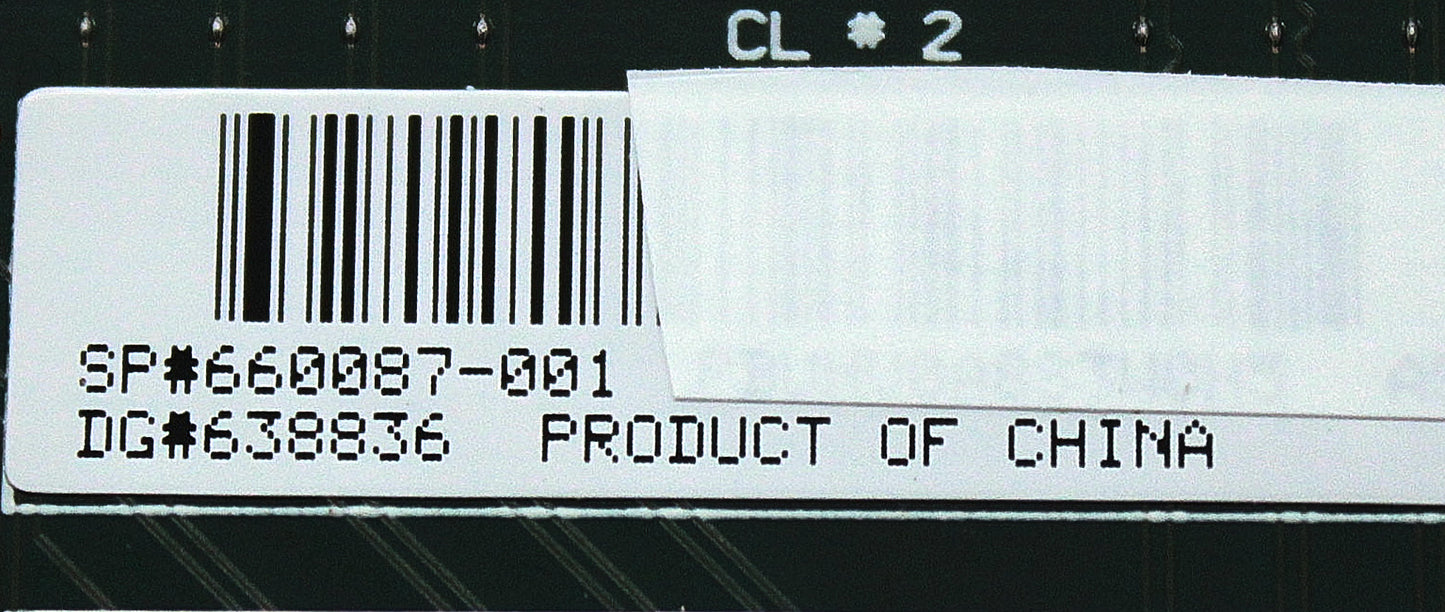 CL * 2
SP#660087-001
DG#638836 PRODUCT OF CHINA